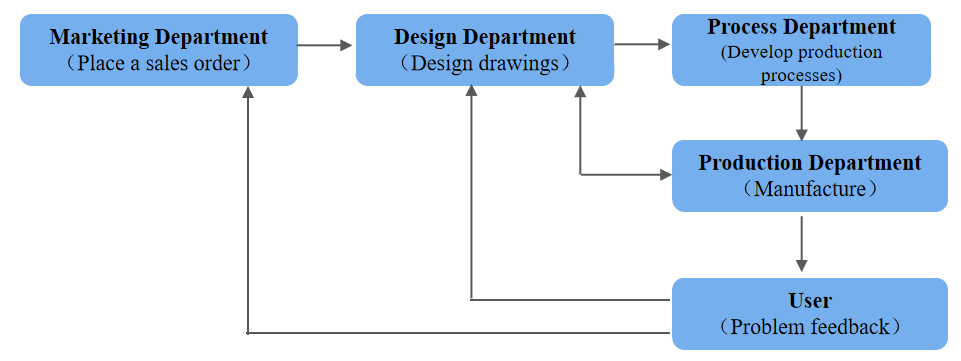 Marketing Department
（Place a sales order）
Design Department
（Design drawings）
Process Department
(Develop production
processes)
Production Department
（Manufacture）
User
（Problem feedback）